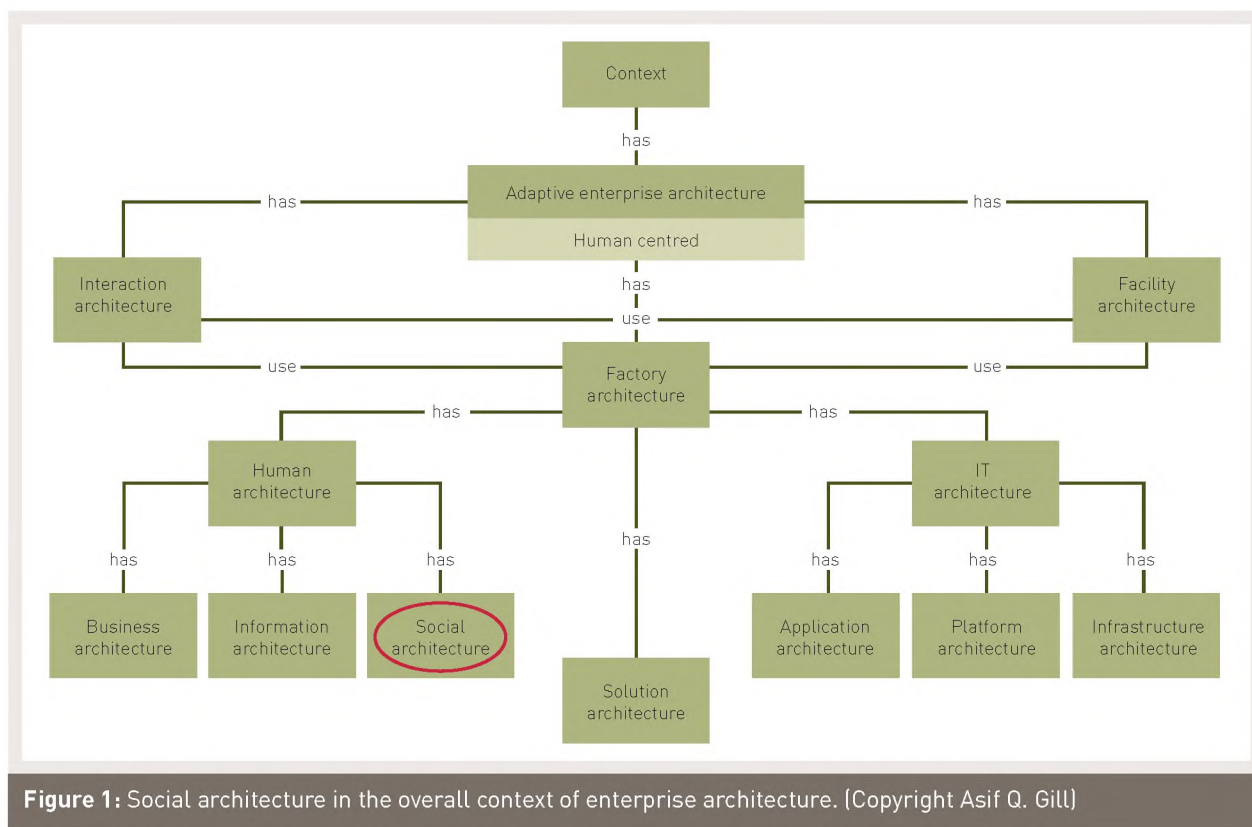 Context
has
Adaptive enterprise architecture
Human centred
has
has
Interaction
architecture
has
Facility
architecture
use
use
use
Factory
architecture
has
has
Human
architecture
IT
architecture
has
has
has
has
has
has
has
Business
architecture
Information
architecture
Social
architecture
Application
architecture
Platform
architecture
Infrastructure
architecture
Solution
architecture
Figure 1: Social architecture in the overall context of enterprise architecture. (Copyright Asif Q. Gill)